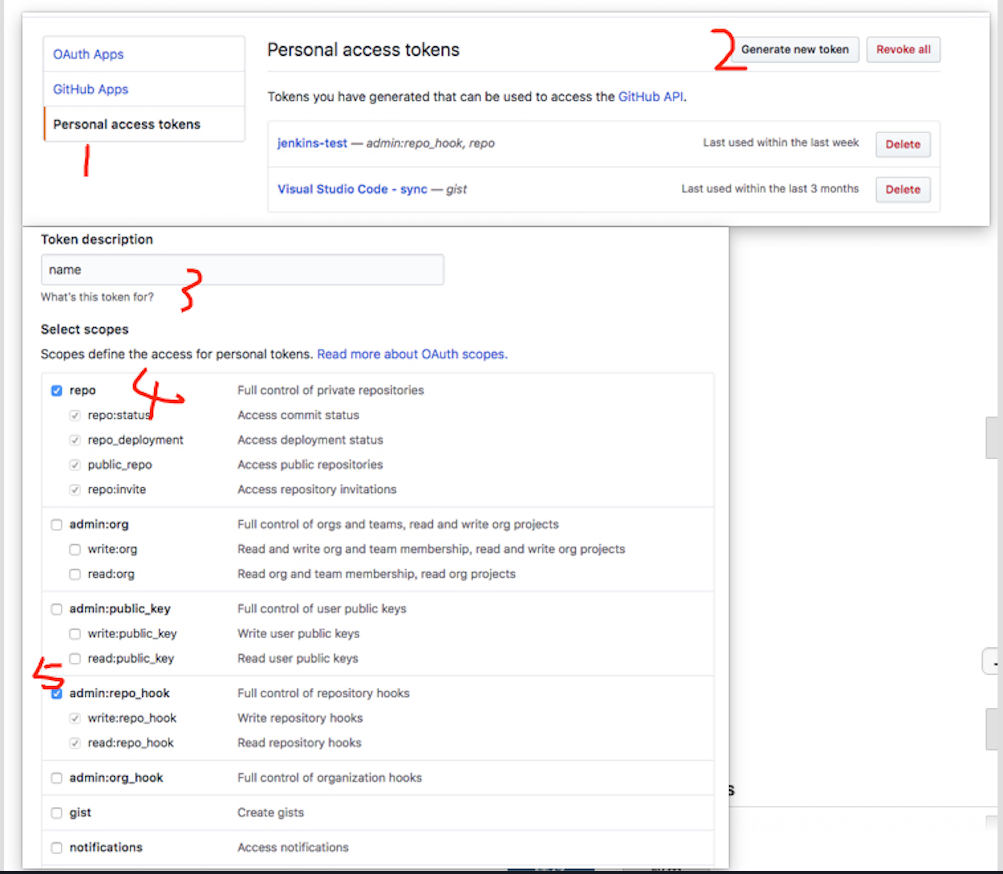 OAuth Apps
GitHub Apps
Personal access tokens
1
Personal access tokens
2
Generate new token
Revoke all
Tokens you have generated that can be used to access the GitHub API.
jenkins-test — admin:repo_hook, repo
Last used within the last week
Delete
Visual Studio Code - sync — gist
Last used within the last 3 months
Delete
Token description
name
What's this token for?
3
Select scopes
Scopes define the access for personal tokens. Read more about OAuth scopes.
4
repo Full control of private repositories
repo:status Access commit status
repo_deployment Access deployment status
public_repo Access public repositories
repo:invite Access repository invitations
admin:org Full control of orgs and teams, read and write org projects
write:org Read and write org and team membership, read and write org projects
read:org Read org and team membership, read org projects
admin:public_key Full control of user public keys
write:public_key Write user public keys
read:public_key Read user public keys
5
admin:repo_hook Full control of repository hooks
write:repo_hook Write repository hooks
read:repo_hook Read repository hooks
admin:org_hook Full control of organization hooks
s
gist Create gists
notifications Access notifications